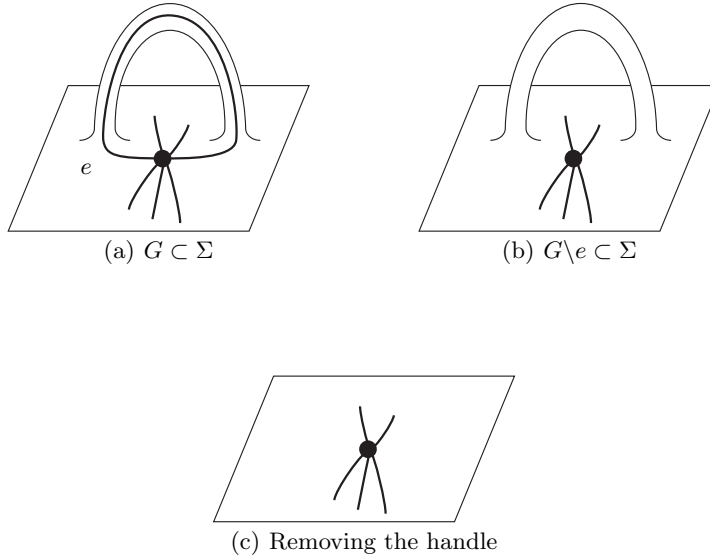 e
(a) G ⊂ Σ
(b) G\e ⊂ Σ
(c) Removing the handle